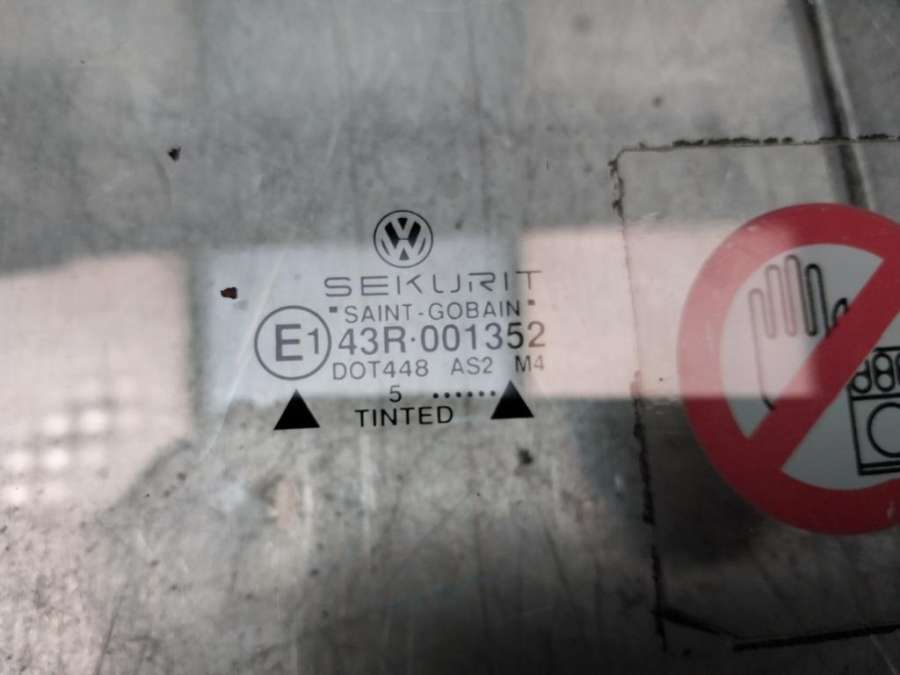 SEKURIT
"SAINT-GOBAIN"
E1 43R·001352
DOT448 AS2 M4
5 ......
TINTED